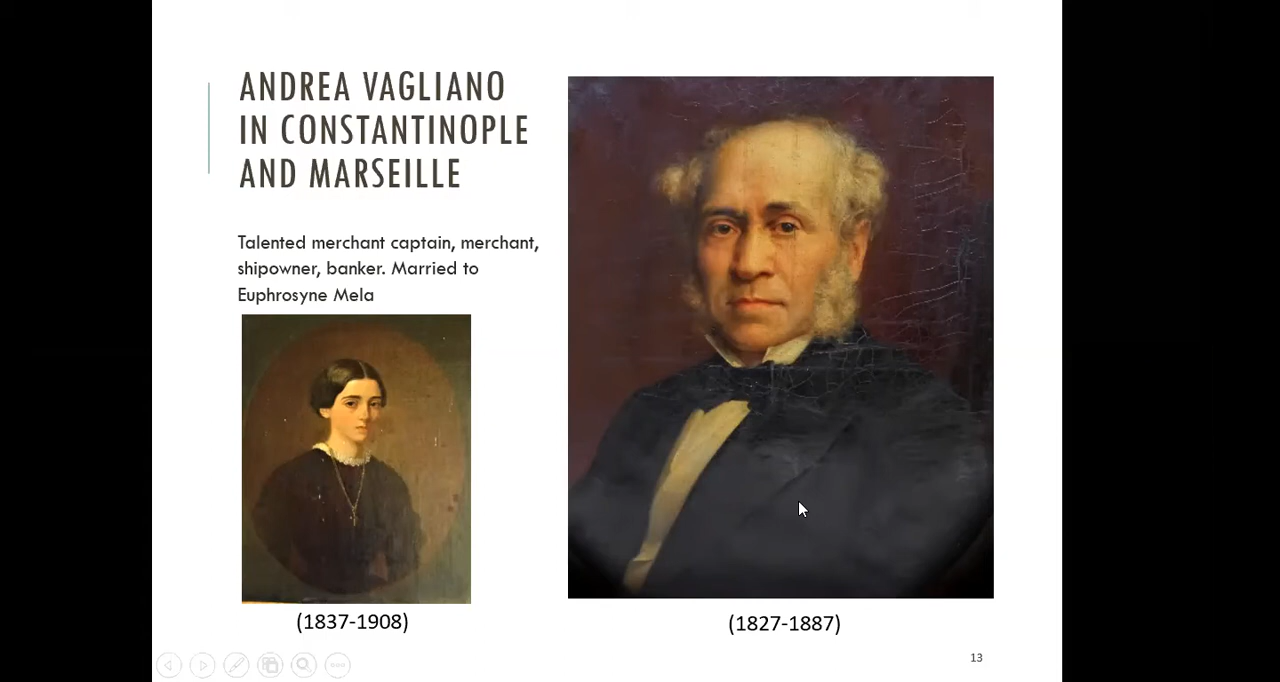 ANDREA VAGLIANO
IN CONSTANTINOPLE
AND MARSEILLE
Talented merchant captain, merchant,
shipowner, banker. Married to
Euphrosyne Mela
(1837-1908)
(1827-1887)
13